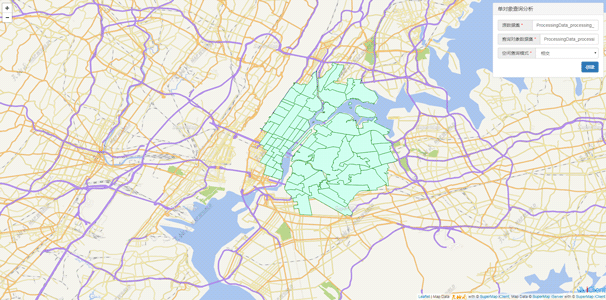 +
−
单对象查询分析
源数据集 * ProcessingData_processing_
查询对象数据集 * ProcessingData_process
空间查询模式 * 相交
创建
Leaflet | Map Data with © SuperMap iClient, Map Data © SuperMap iServer with © SuperMap iClient